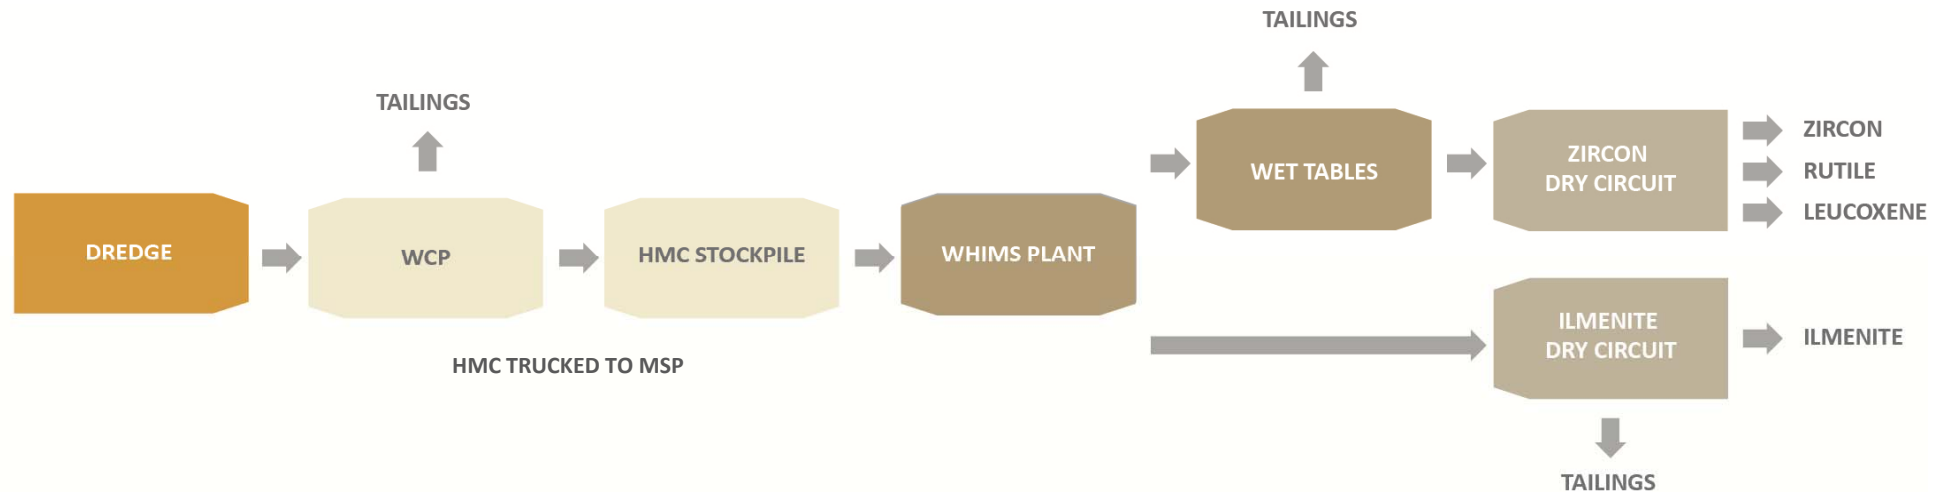 TAILINGS
TAILINGS
DREDGE
WCP
HMC STOCKPILE
WHIMS PLANT
WET TABLES
ZIRCON
DRY CIRCUIT
ZIRCON
RUTILE
LEUCOXENE
ILMENITE
DRY CIRCUIT
ILMENITE
HMC TRUCKED TO MSP
TAILINGS